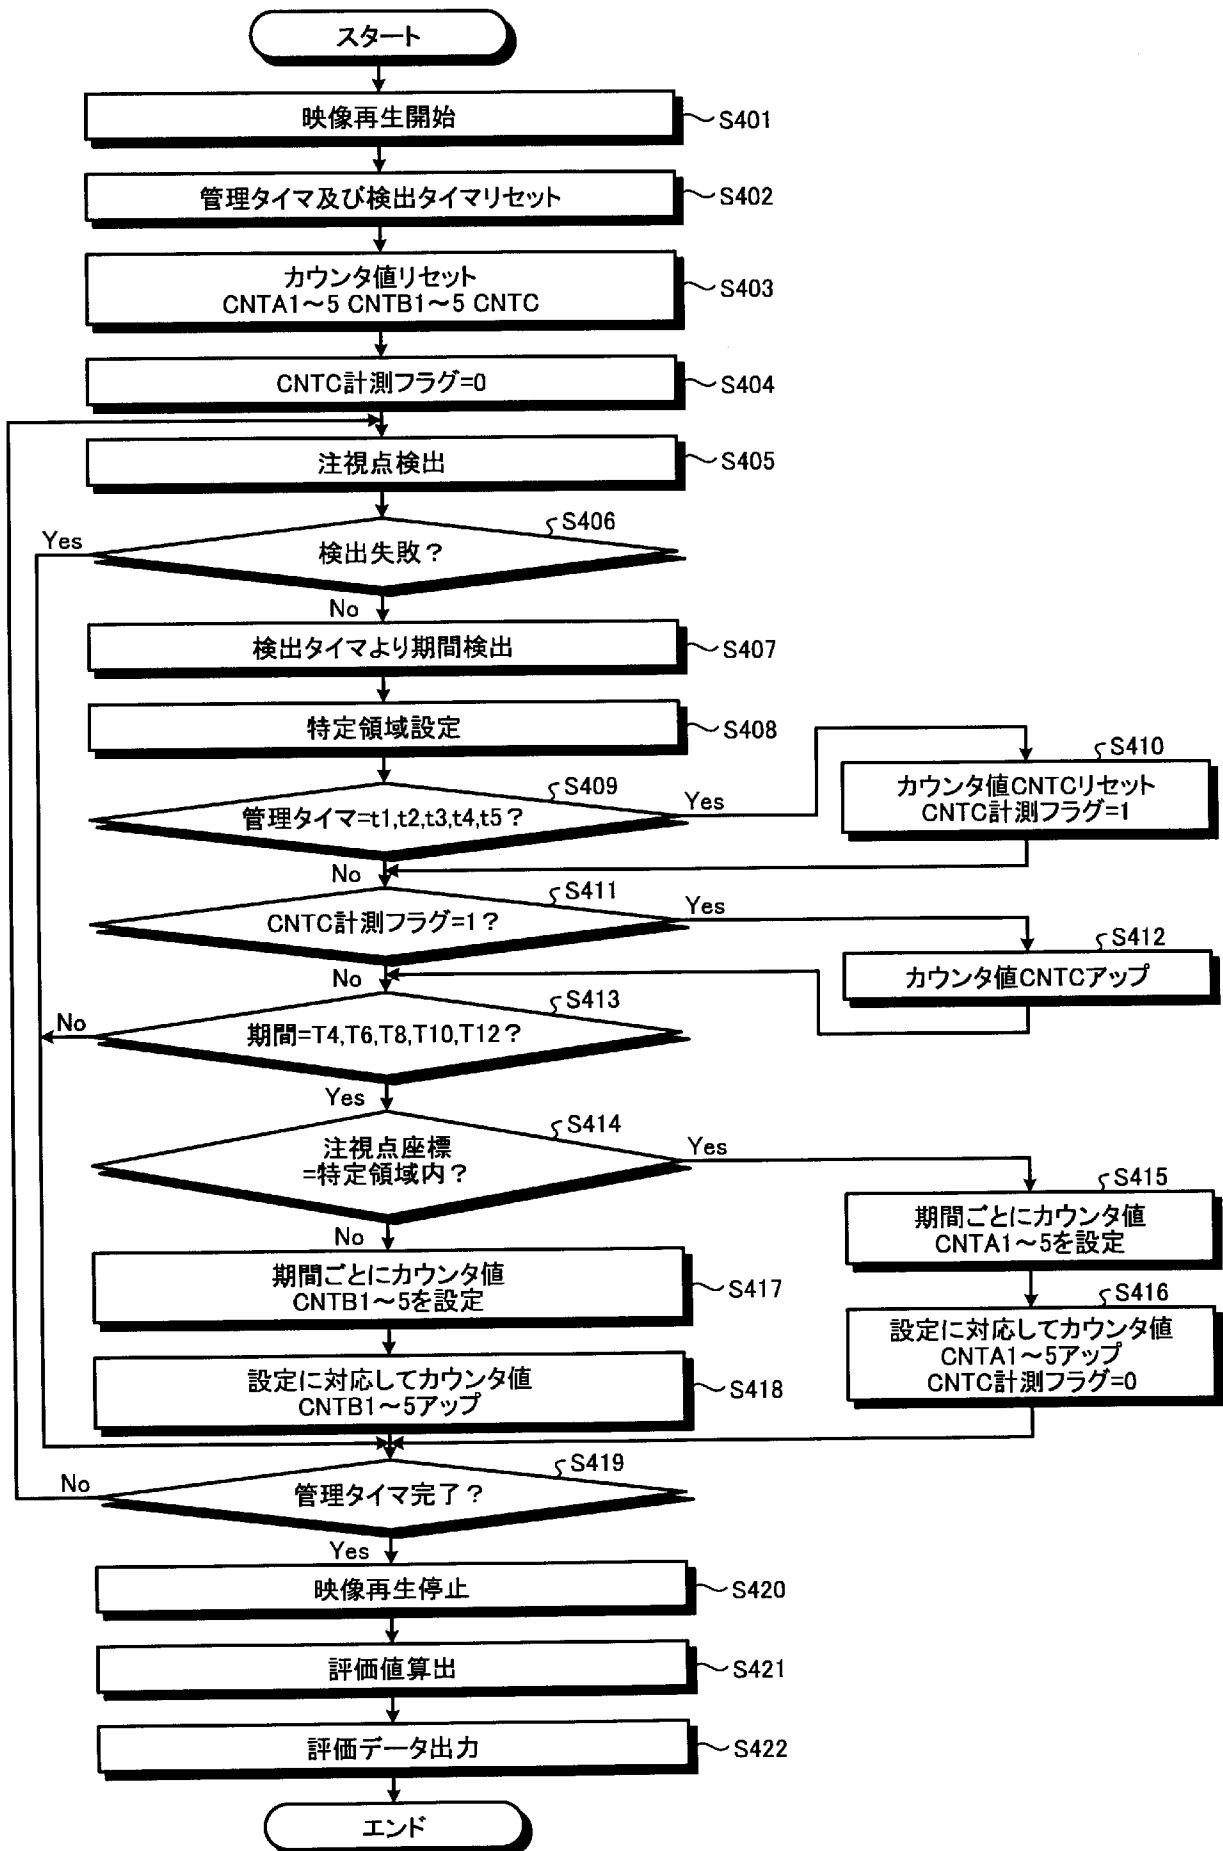 スタート
映像再生開始
S401
管理タイマ及び検出タイマリセット
S402
カウンタ値リセット
CNTA1~5 CNTB1~5 CNTC
S403
CNTC計測フラグ=0
S404
注視点検出
S405
S406
Yes
検出失敗?
No
検出タイマより期間検出
S407
特定領域設定
S408
S409
管理タイマ=t1,t2,t3,t4,t5?
Yes
S410
カウンタ値CNTCリセット
CNTC計測フラグ=1
No
S411
CNTC計測フラグ=1?
Yes
S412
カウンタ値CNTCアップ
No
S413
No
期間=T4,T6,T8,T10,T12?
Yes
S414
注視点座標
=特定領域内?
Yes
S415
期間ごとにカウンタ値
CNTA1~5を設定
No
期間ごとにカウンタ値
CNTB1~5を設定
S417
S416
設定に対応してカウンタ値
CNTA1~5アップ
CNTC計測フラグ=0
設定に対応してカウンタ値
CNTB1~5アップ
S418
S419
No
管理タイマ完了?
Yes
映像再生停止
S420
評価値算出
S421
評価データ出力
S422
エンド